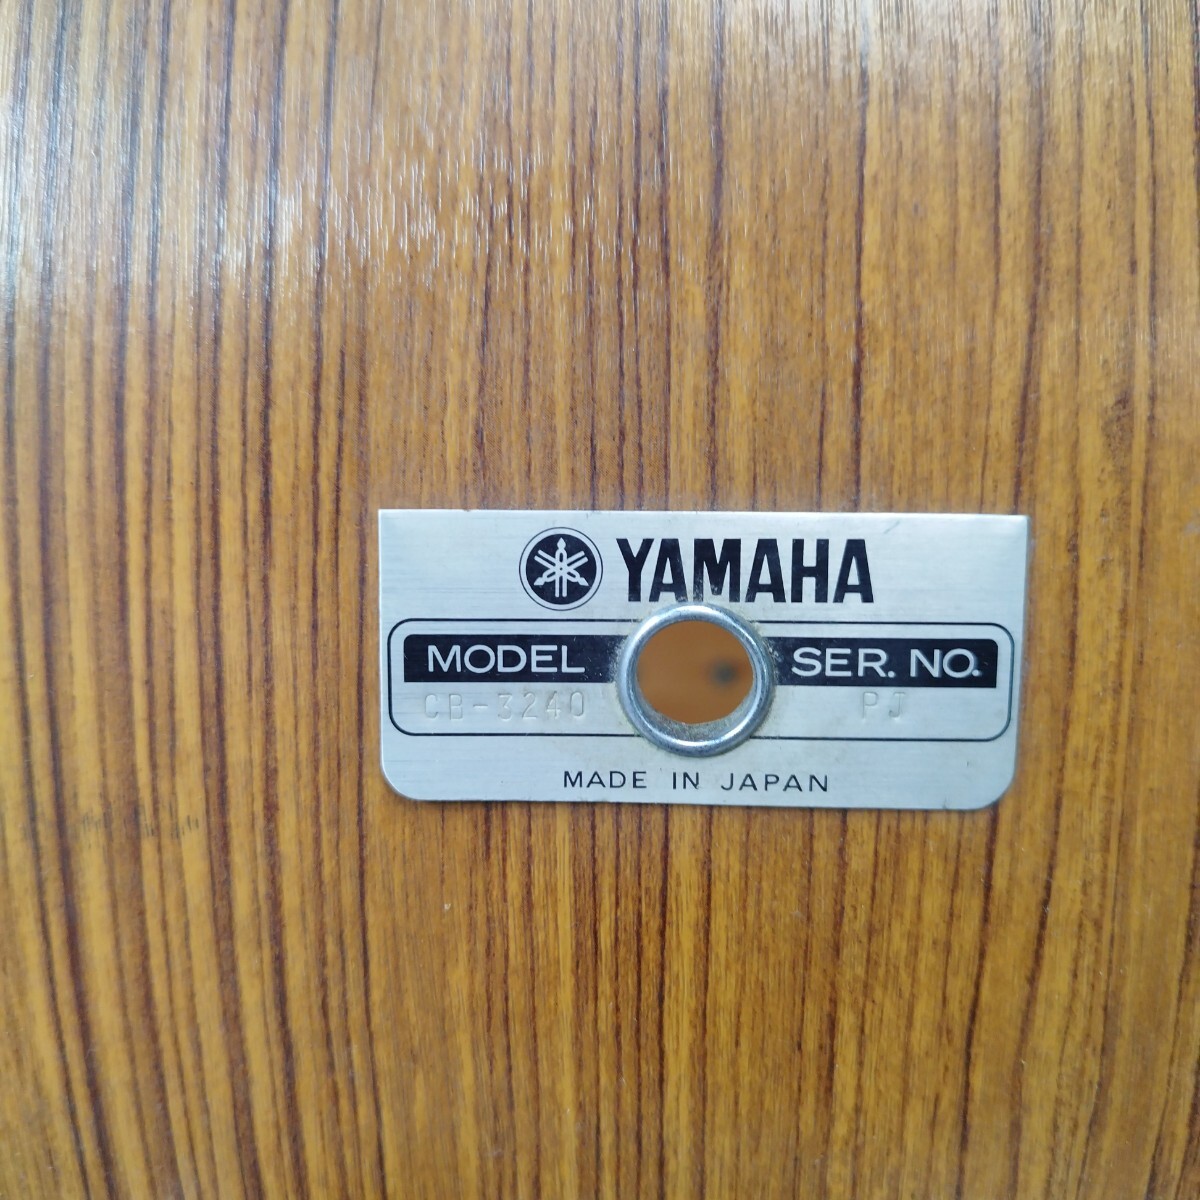 YAMAHA
MODEL SER. NO.
CB-3240 PJ
MADE IN JAPAN